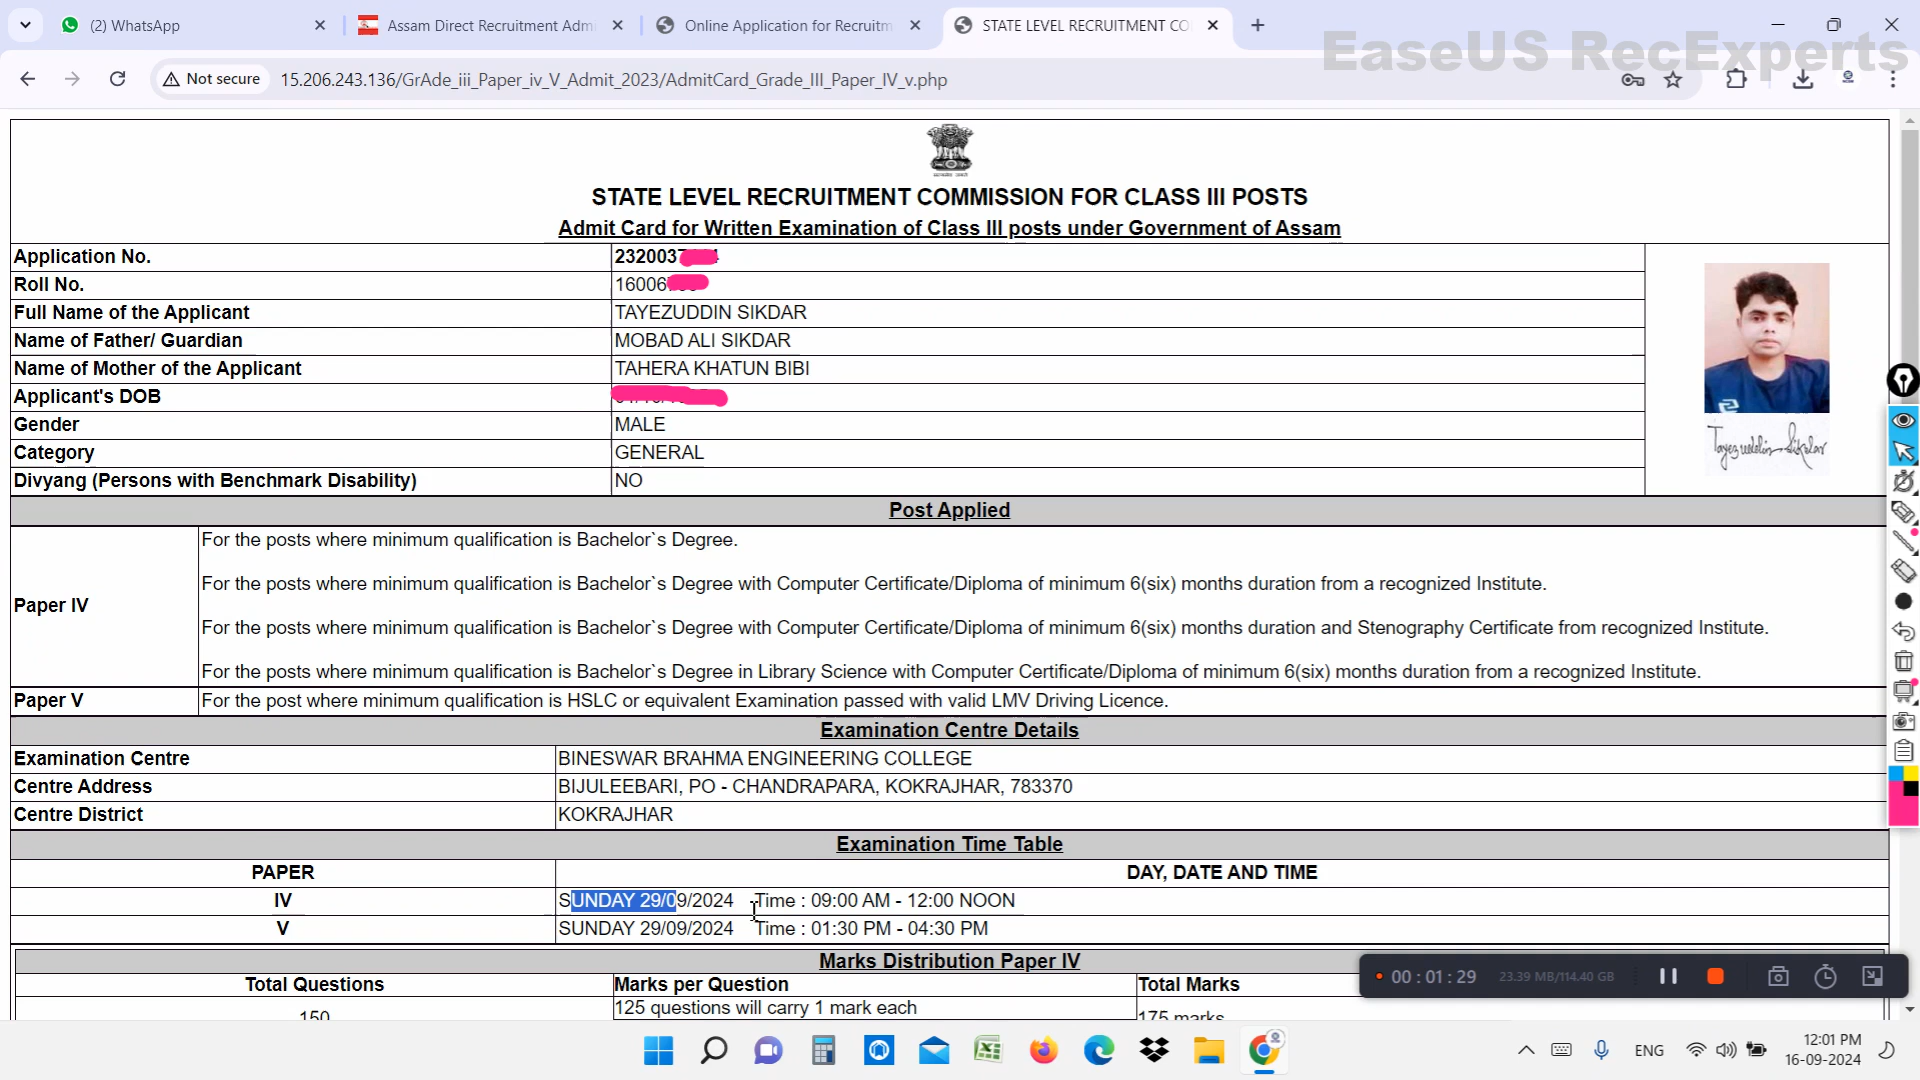 (2) WhatsApp
Assam Direct Recruitment Admi
Online Application for Recruitm
STATE LEVEL RECRUITMENT CO
EaseUS RecExperts
Not secure
15.206.243.136/GrAde_iii_Paper_iv_V_Admit_2023/AdmitCard_Grade_III_Paper_IV_v.php
STATE LEVEL RECRUITMENT COMMISSION FOR CLASS III POSTS
Admit Card for Written Examination of Class III posts under Government of Assam
Application No. 232003
Roll No. 16006
Full Name of the Applicant TAYEZUDDIN SIKDAR
Name of Father/ Guardian MOBAD ALI SIKDAR
Name of Mother of the Applicant TAHERA KHATUN BIBI
Applicant's DOB
Gender MALE
Category GENERAL
Divyang (Persons with Benchmark Disability) NO
Tayezuddin Sikdar
Post Applied
Paper IV
For the posts where minimum qualification is Bachelor`s Degree.
For the posts where minimum qualification is Bachelor`s Degree with Computer Certificate/Diploma of minimum 6(six) months duration from a recognized Institute.
For the posts where minimum qualification is Bachelor`s Degree with Computer Certificate/Diploma of minimum 6(six) months duration and Stenography Certificate from recognized Institute.
For the posts where minimum qualification is Bachelor`s Degree in Library Science with Computer Certificate/Diploma of minimum 6(six) months duration from a recognized Institute.
Paper V For the post where minimum qualification is HSLC or equivalent Examination passed with valid LMV Driving Licence.
Examination Centre Details
Examination Centre BINESWAR BRAHMA ENGINEERING COLLEGE
Centre Address BIJULEEBARI, PO - CHANDRAPARA, KOKRAJHAR, 783370
Centre District KOKRAJHAR
Examination Time Table
PAPER DAY, DATE AND TIME
IV SUNDAY 29/09/2024 Time : 09:00 AM - 12:00 NOON
V SUNDAY 29/09/2024 Time : 01:30 PM - 04:30 PM
Marks Distribution Paper IV
Total Questions Marks per Question Total Marks
150 125 questions will carry 1 mark each 175 marks
00 : 01 : 29 23.39 MB/114.40 GB
ENG
12:01 PM
16-09-2024